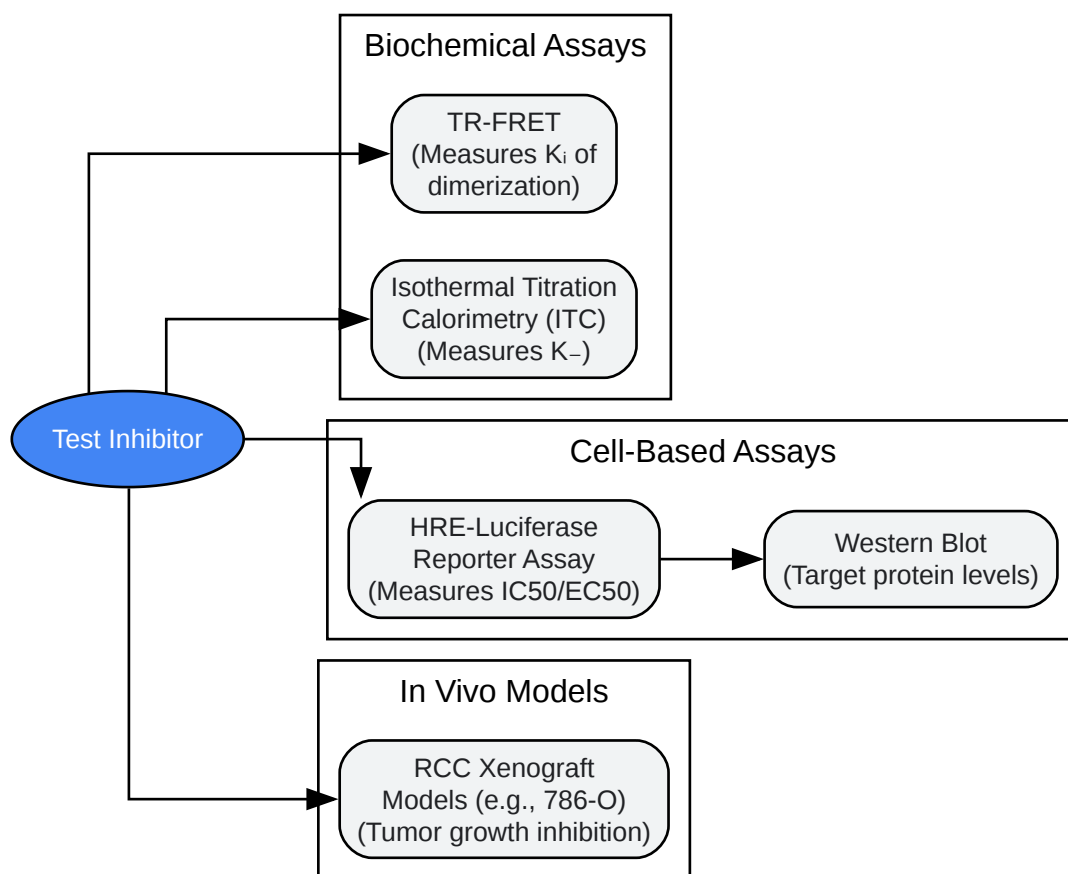 Biochemical Assays
TR-FRET
(Measures Kᵢ of
dimerization)
Isothermal Titration
Calorimetry (ITC)
(Measures K₋)
Test Inhibitor
Cell-Based Assays
HRE-Luciferase
Reporter Assay
(Measures IC50/EC50)
Western Blot
(Target protein levels)
In Vivo Models
RCC Xenograft
Models (e.g., 786-O)
(Tumor growth inhibition)